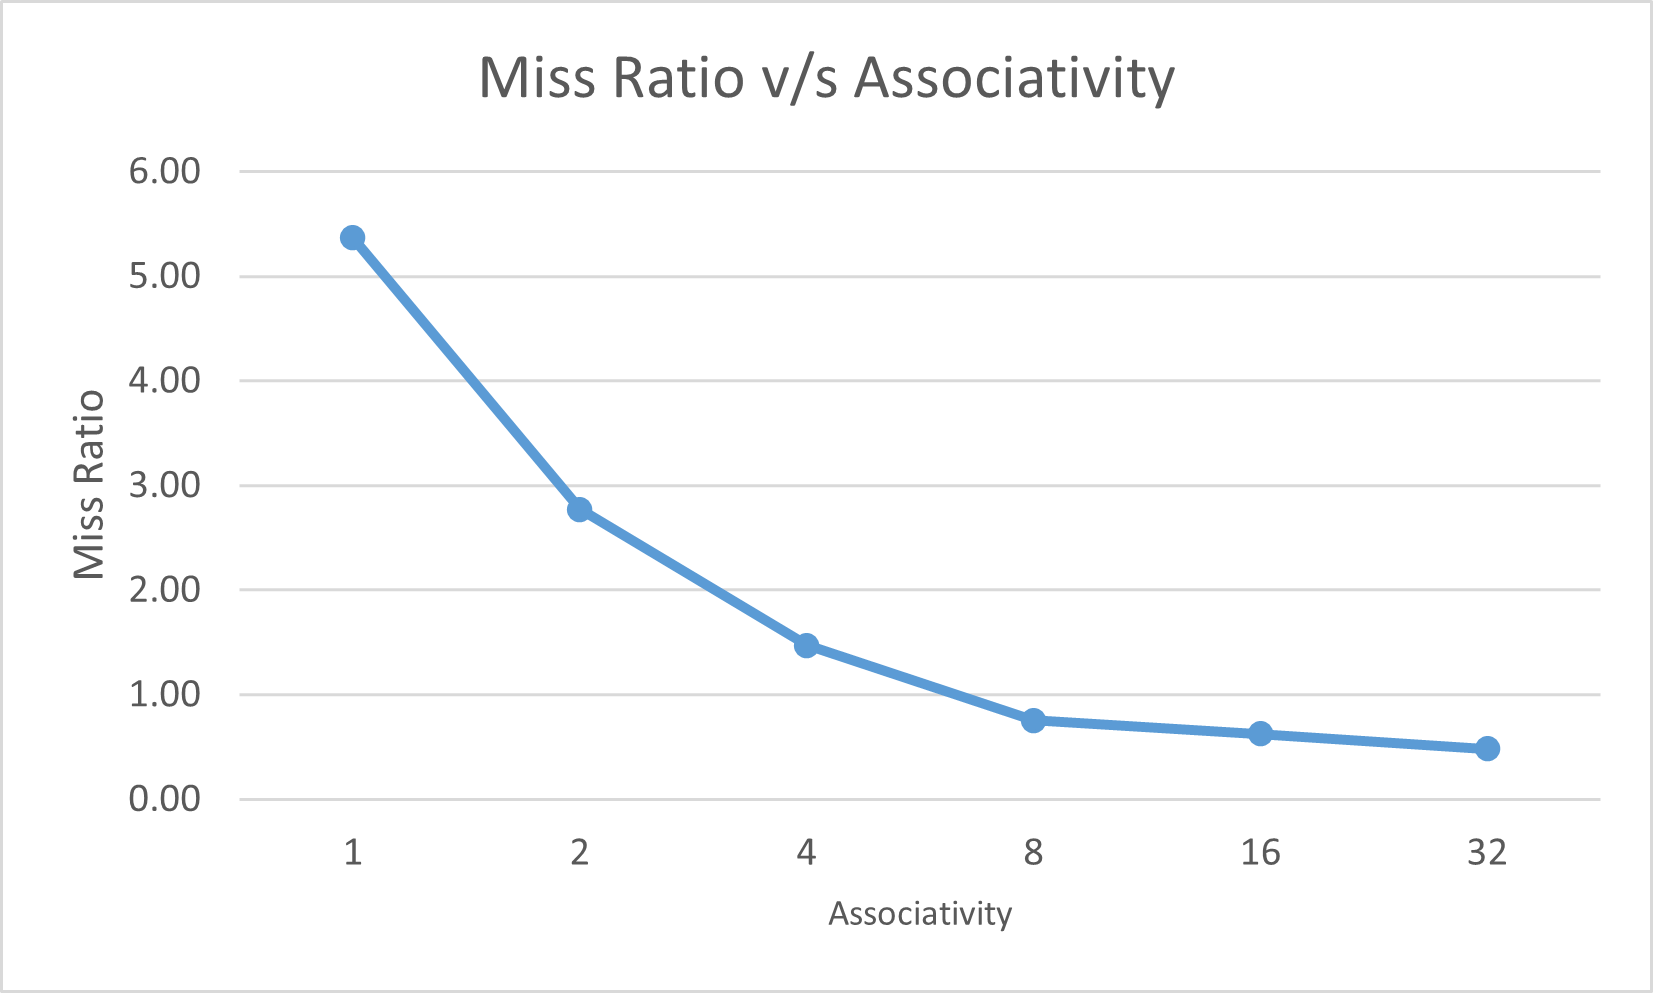 Miss Ratio v/s Associativity
6.00
5.00
4.00
3.00
2.00
1.00
0.00
Miss Ratio
1 2 4 8 16 32
Associativity